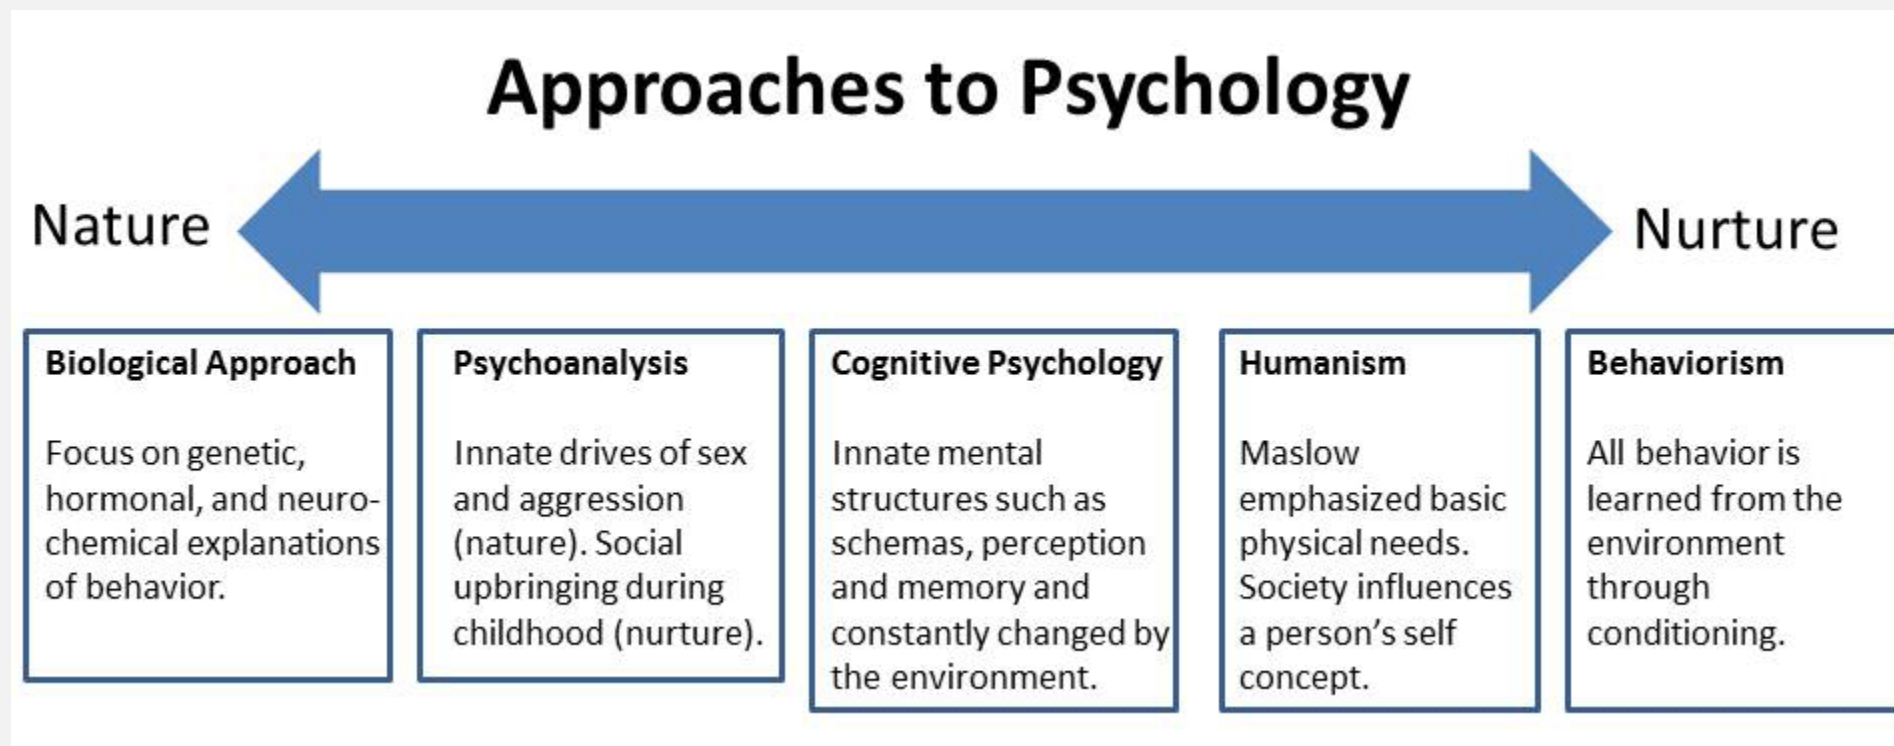 Approaches to Psychology
Nature
Nurture
Biological Approach
Focus on genetic,
hormonal, and neuro-
chemical explanations
of behavior.
Psychoanalysis
Innate drives of sex
and aggression
(nature). Social
upbringing during
childhood (nurture).
Cognitive Psychology
Innate mental
structures such as
schemas, perception
and memory and
constantly changed by
the environment.
Humanism
Maslow
emphasized basic
physical needs.
Society influences
a person’s self
concept.
Behaviorism
All behavior is
learned from the
environment
through
conditioning.